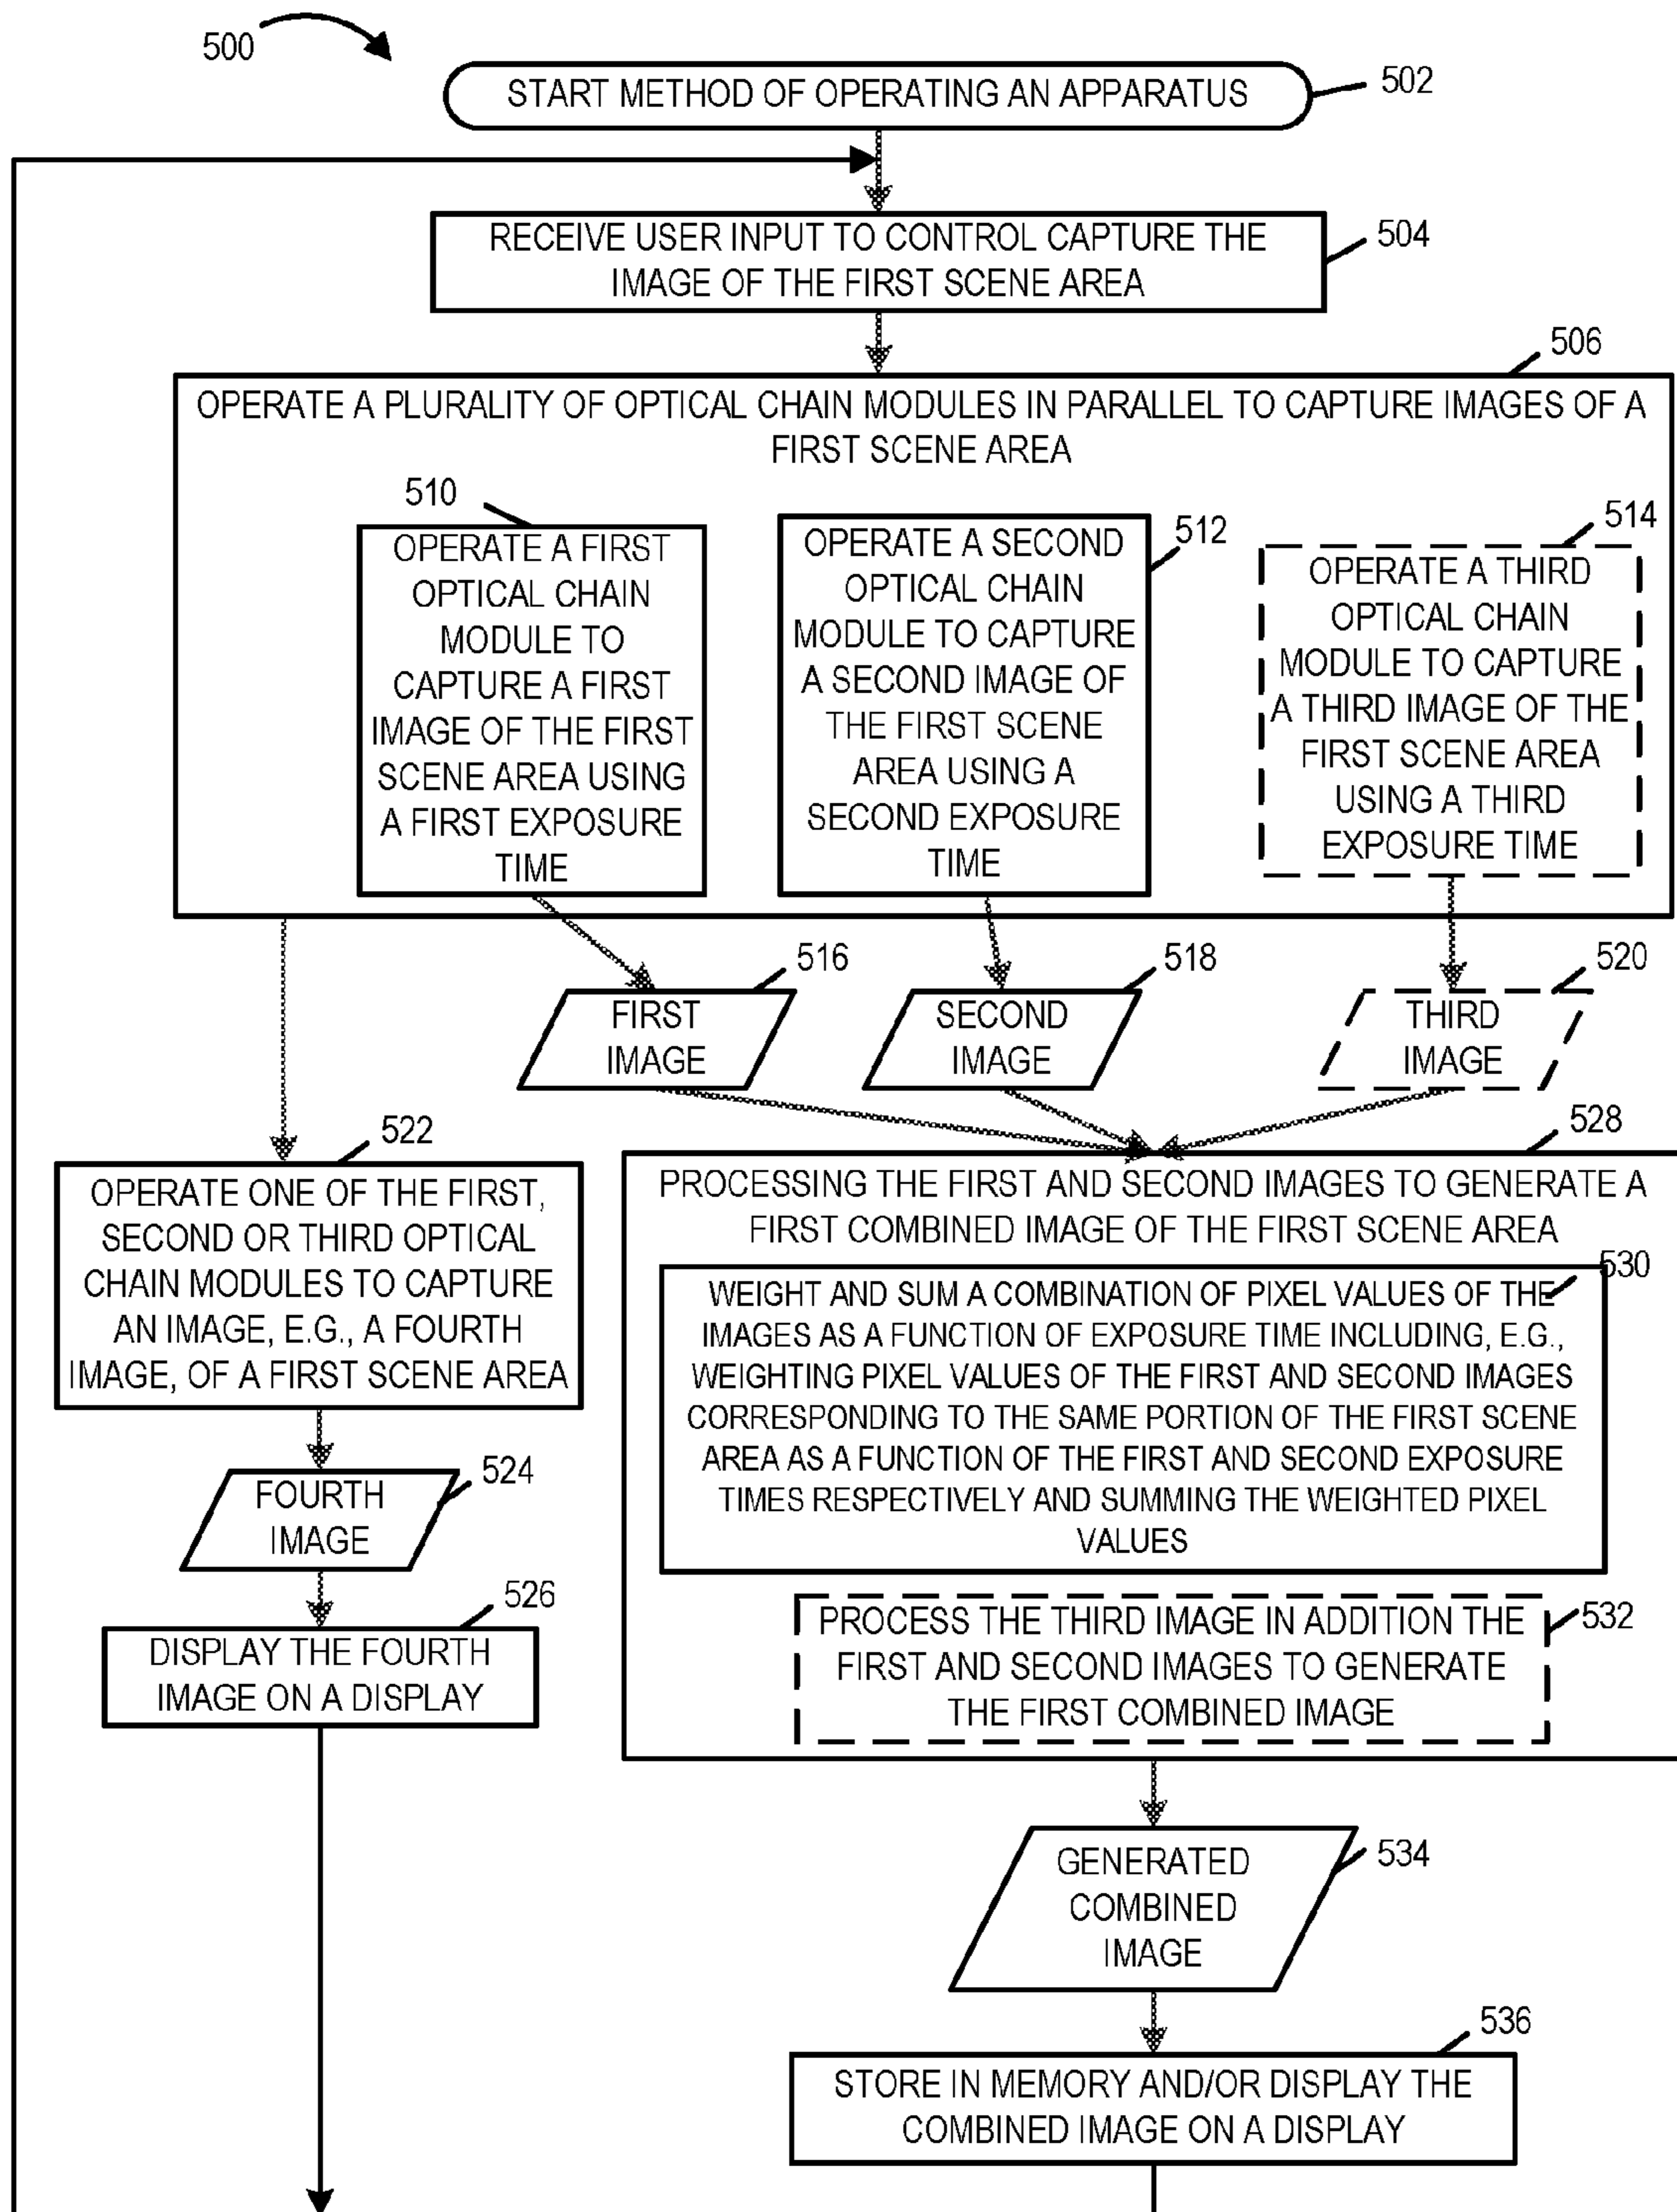 500
START METHOD OF OPERATING AN APPARATUS
502
RECEIVE USER INPUT TO CONTROL CAPTURE THE
IMAGE OF THE FIRST SCENE AREA
504
506
OPERATE A PLURALITY OF OPTICAL CHAIN MODULES IN PARALLEL TO CAPTURE IMAGES OF A
FIRST SCENE AREA
510
OPERATE A FIRST
OPTICAL CHAIN
MODULE TO
CAPTURE A FIRST
IMAGE OF THE FIRST
SCENE AREA USING
A FIRST EXPOSURE
TIME
512
OPERATE A SECOND
OPTICAL CHAIN
MODULE TO CAPTURE
A SECOND IMAGE OF
THE FIRST SCENE
AREA USING A
SECOND EXPOSURE
TIME
514
OPERATE A THIRD
OPTICAL CHAIN
MODULE TO CAPTURE
A THIRD IMAGE OF THE
FIRST SCENE AREA
USING A THIRD
EXPOSURE TIME
516
FIRST
IMAGE
518
SECOND
IMAGE
520
THIRD
IMAGE
522
OPERATE ONE OF THE FIRST,
SECOND OR THIRD OPTICAL
CHAIN MODULES TO CAPTURE
AN IMAGE, E.G., A FOURTH
IMAGE, OF A FIRST SCENE AREA
524
FOURTH
IMAGE
526
DISPLAY THE FOURTH
IMAGE ON A DISPLAY
528
PROCESSING THE FIRST AND SECOND IMAGES TO GENERATE A
FIRST COMBINED IMAGE OF THE FIRST SCENE AREA
530
WEIGHT AND SUM A COMBINATION OF PIXEL VALUES OF THE
IMAGES AS A FUNCTION OF EXPOSURE TIME INCLUDING, E.G.,
WEIGHTING PIXEL VALUES OF THE FIRST AND SECOND IMAGES
CORRESPONDING TO THE SAME PORTION OF THE FIRST SCENE
AREA AS A FUNCTION OF THE FIRST AND SECOND EXPOSURE
TIMES RESPECTIVELY AND SUMMING THE WEIGHTED PIXEL
VALUES
532
PROCESS THE THIRD IMAGE IN ADDITION THE
FIRST AND SECOND IMAGES TO GENERATE
THE FIRST COMBINED IMAGE
534
GENERATED
COMBINED
IMAGE
536
STORE IN MEMORY AND/OR DISPLAY THE
COMBINED IMAGE ON A DISPLAY